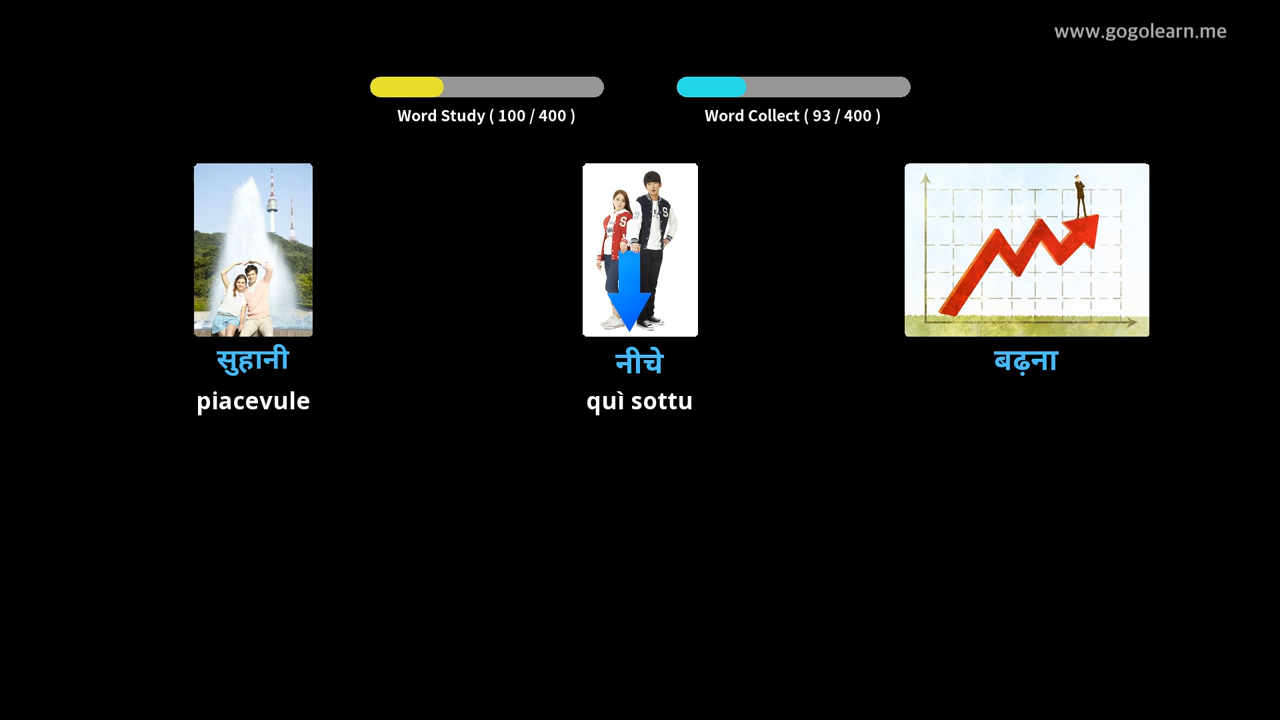 www.gogolearn.me
Word Study ( 100 / 400 )
Word Collect ( 93 / 400 )
सुहानी
नीचे
बढ़ना
piacevule
quì sottu